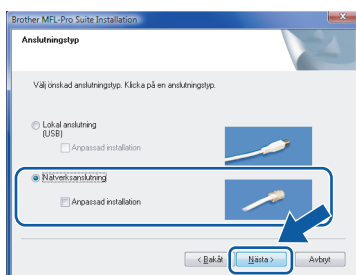 Brother MFL-Pro Suite Installation
Anslutningstyp
Välj önskad anslutningstyp. Klicka på en anslutningstyp.
Lokal anslutning
(USB)
Anpassad installation
Nätverksanslutning
Anpassad installation
< Bakåt
Nästa >
Avbryt